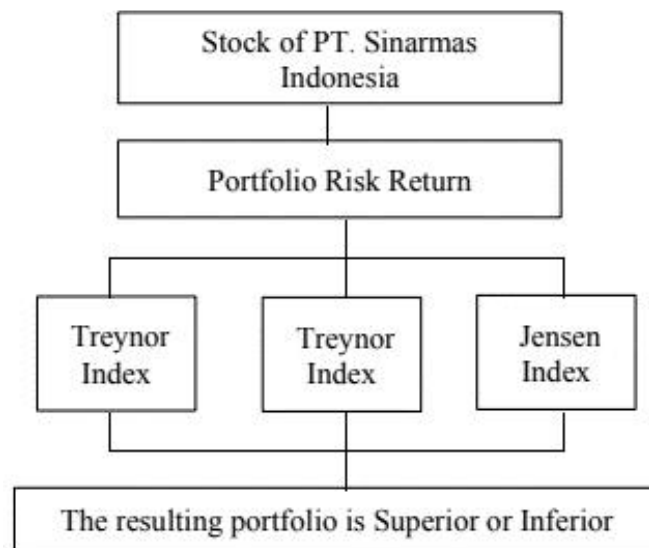 Stock of PT. Sinarmas
Indonesia
Portfolio Risk Return
Treynor
Index
Treynor
Index
Jensen
Index
The resulting portfolio is Superior or Inferior